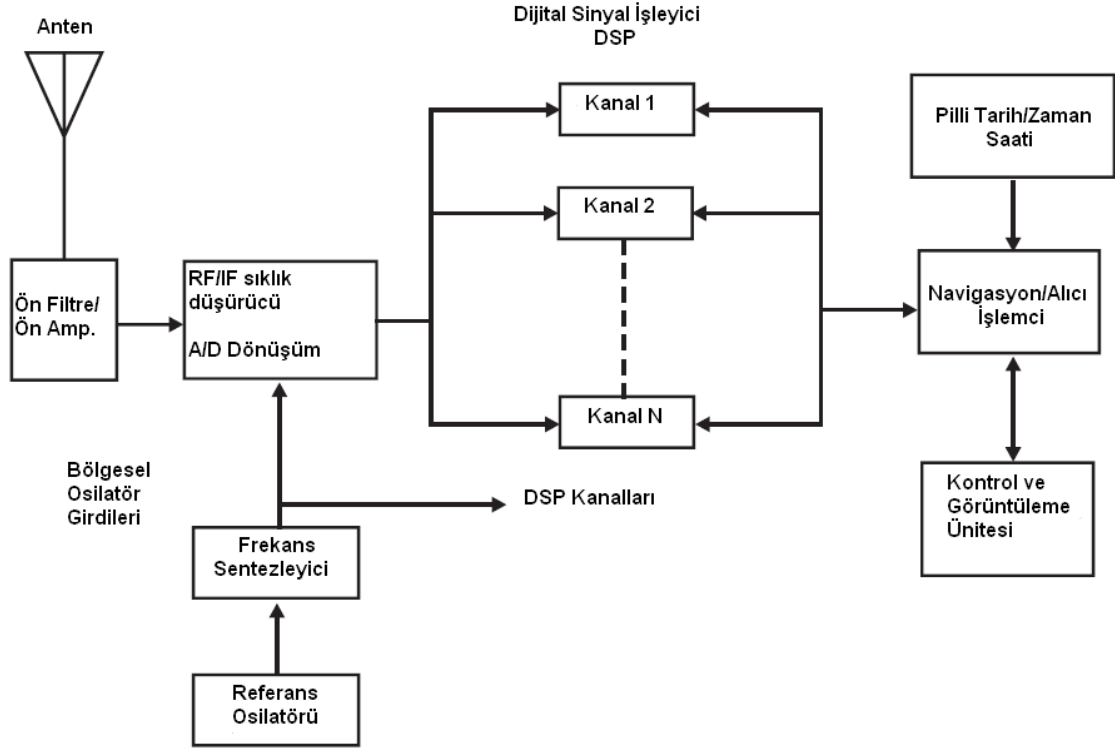 Anten
Dijital Sinyal İşleyici
DSP
Kanal 1
Kanal 2
Kanal N
Pilli Tarih/Zaman
Saati
Ön Filtre/
Ön Amp.
RF/IF sıklık
düşürücü
A/D Dönüşüm
Navigasyon/Alıcı
İşlemci
Bölgesel
Osilatör
Girdileri
DSP Kanalları
Kontrol ve
Görüntüleme
Ünitesi
Frekans
Sentezleyici
Referans
Osilatörü